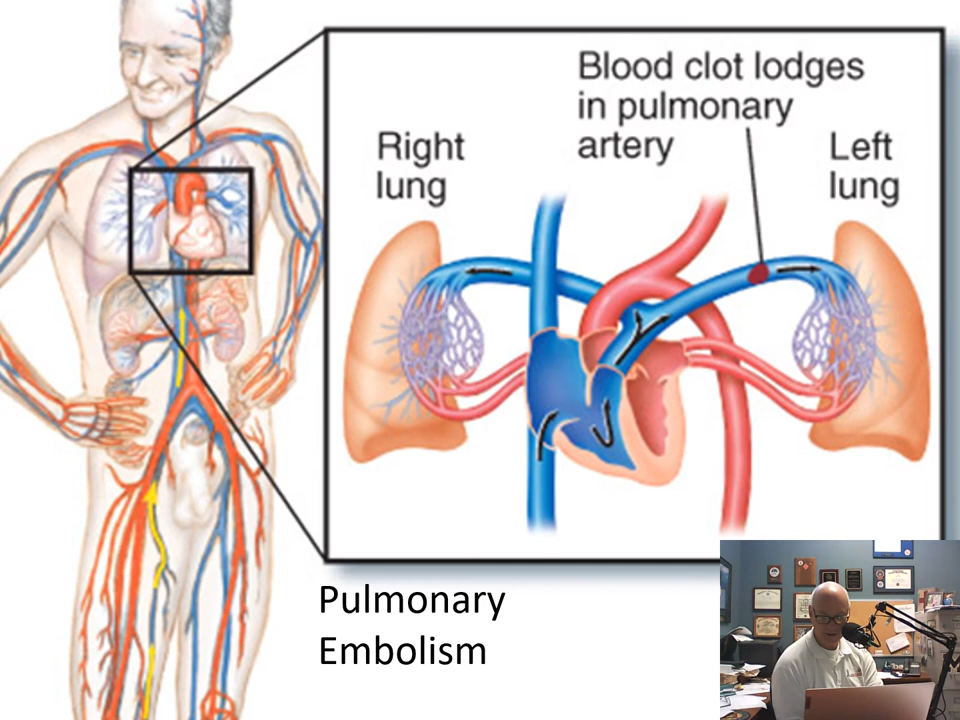 Blood clot lodges
in pulmonary
artery
Right
lung
Left
lung
Pulmonary
Embolism